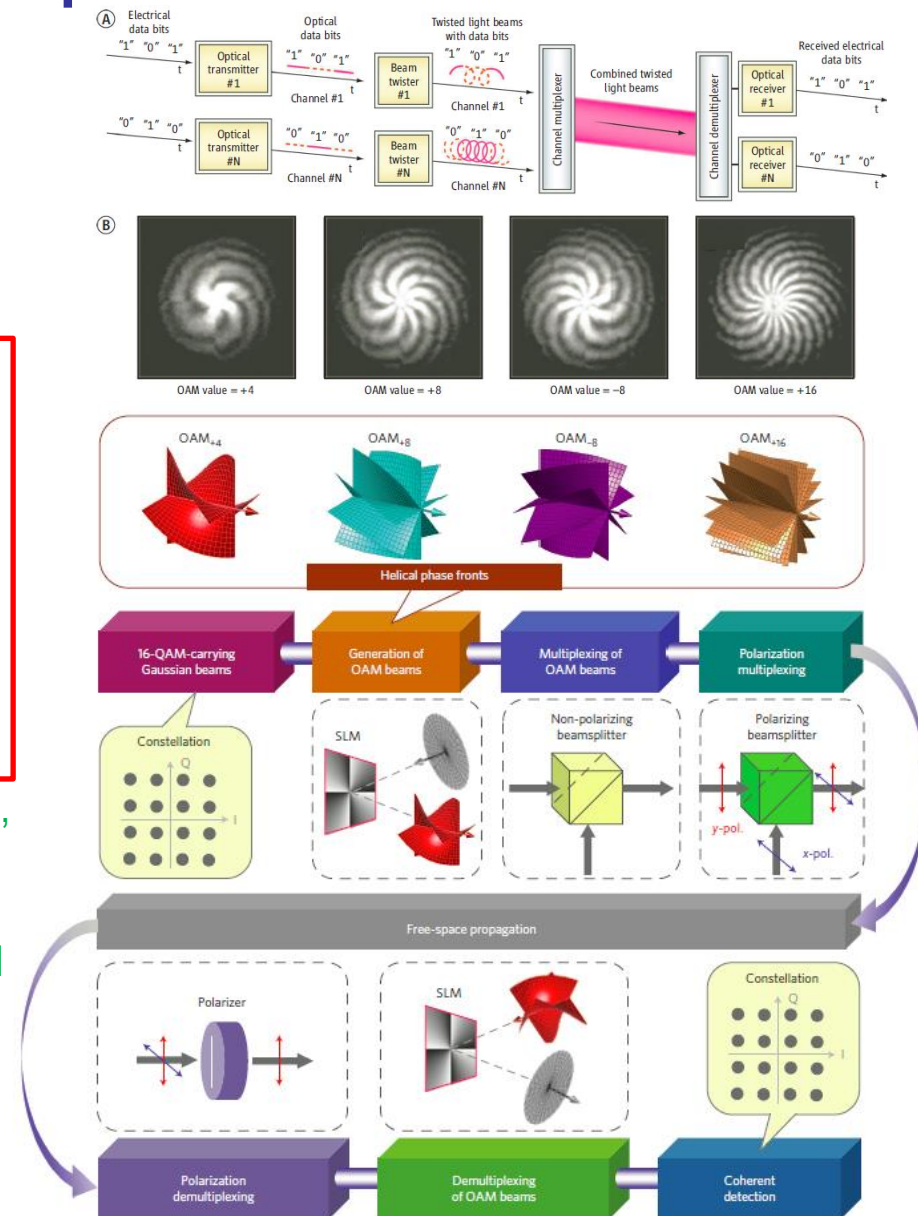 A
Electrical
data bits
"1" "0" "1"
t
Optical
transmitter
#1
Optical
data bits
"1" "0" "1"
t
Channel #1
Beam
twister
#1
Twisted light beams
with data bits
"1" "0" "1"
t
Channel #1
Channel multiplexer
Combined twisted
light beams
Channel demultiplexer
Optical
receiver
#1
Received electrical
data bits
"1" "0" "1"
t
"0" "1" "0"
t
Optical
transmitter
#N
"0" "1" "0"
t
Channel #N
Beam
twister
#N
"0" "1" "0"
t
Channel #N
Optical
receiver
#N
"0" "1" "0"
t
B
OAM value = +4
OAM value = +8
OAM value = −8
OAM value = +16
OAM+4
OAM+8
OAM-8
OAM+16
Helical phase fronts
16-QAM-carrying
Gaussian beams
Generation of
OAM beams
Multiplexing of
OAM beams
Polarization
multiplexing
Constellation
Q
I
SLM
Non-polarizing
beamsplitter
Polarizing
beamsplitter
y-pol.
x-pol.
,
Free-space propagation
Polarizer
SLM
Constellation
Q
I
Polarization
demultiplexing
Demultiplexing
of OAM beams
Coherent
detection